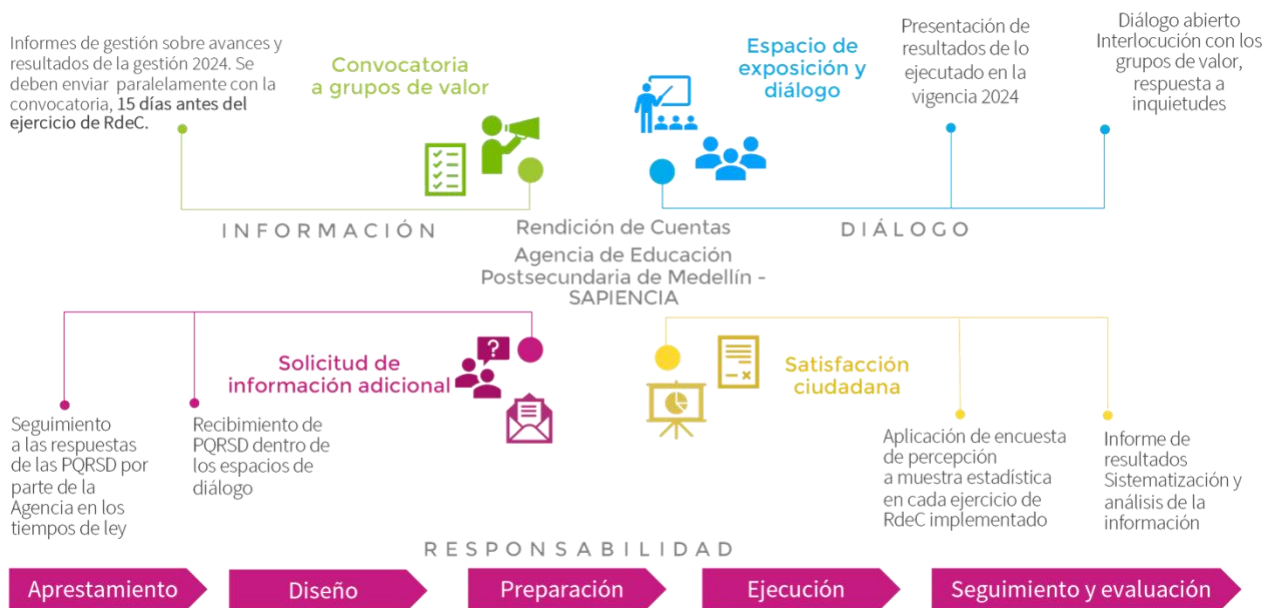 Informes de gestión sobre avances y
resultados de la gestión 2024. Se
deben enviar paralelamente con la
convocatoria, 15 días antes del
ejercicio de RdeC.
Convocatoria
a grupos de valor
Espacio de
exposición y
diálogo
Presentación de
resultados de lo
ejecutado en la
vigencia 2024
Diálogo abierto
Interlocución con los
grupos de valor,
respuesta a
inquietudes
INFORMACIÓN
Rendición de Cuentas
Agencia de Educación
Postsecundaria de Medellín -
SAPIENCIA
DIÁLOGO
Solicitud de
información adicional
?
Satisfacción
ciudadana
Seguimiento
a las respuestas
de las PQRSD por
parte de la
Agencia en los
tiempos de ley
Recibimiento de
PQRSD dentro de
los espacios de
diálogo
Aplicación de encuesta
de percepción
a muestra estadística
en cada ejercicio de
RdeC implementado
Informe de
resultados
Sistematización y
análisis de la
información
RESPONSABILIDAD
Aprestamiento
Diseño
Preparación
Ejecución
Seguimiento y evaluación